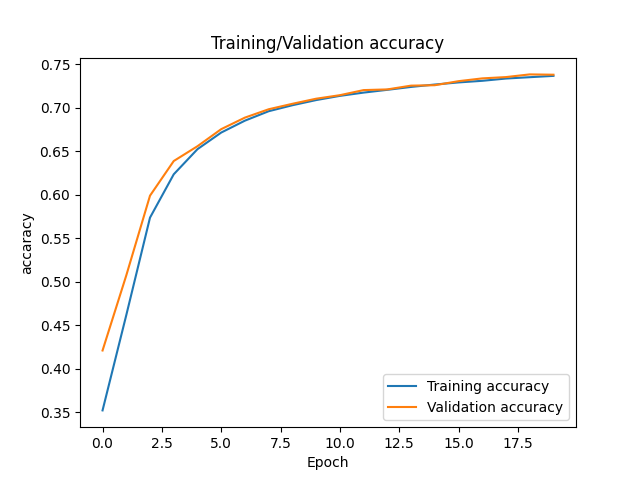 Training/Validation accuracy
0.75
0.70
0.65
0.60
0.55
0.50
0.45
0.40
0.35
accaracy
Training accuracy
Validation accuracy
0.0 2.5 5.0 7.5 10.0 12.5 15.0 17.5
Epoch